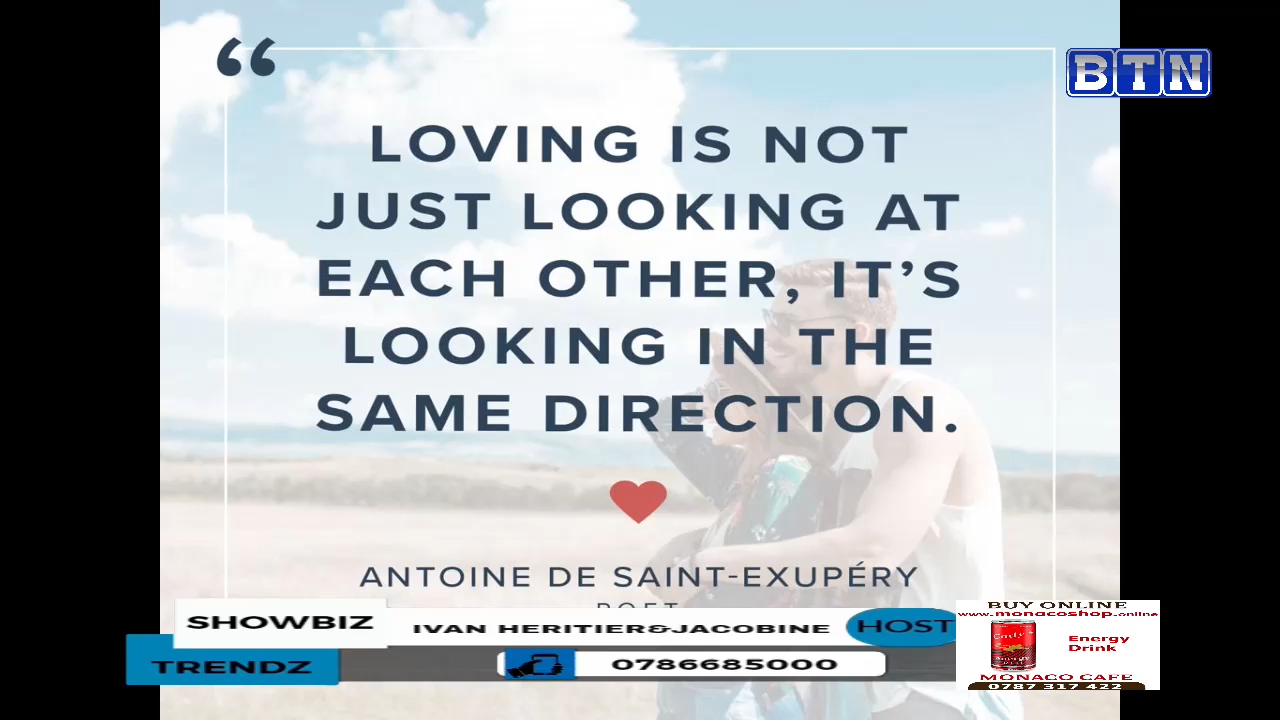 “
BTN
LOVING IS NOT
JUST LOOKING AT
EACH OTHER, IT’S
LOOKING IN THE
SAME DIRECTION.
ANTOINE DE SAINT-EXUPÉRY
POET
SHOWBIZ
IVAN HERITIER&JACOBINE
HOST
TRENDZ
0786685000
BUY ONLINE
www.monacoshop.online
Energy
Drink
MONACO CAFE
0787 317 422